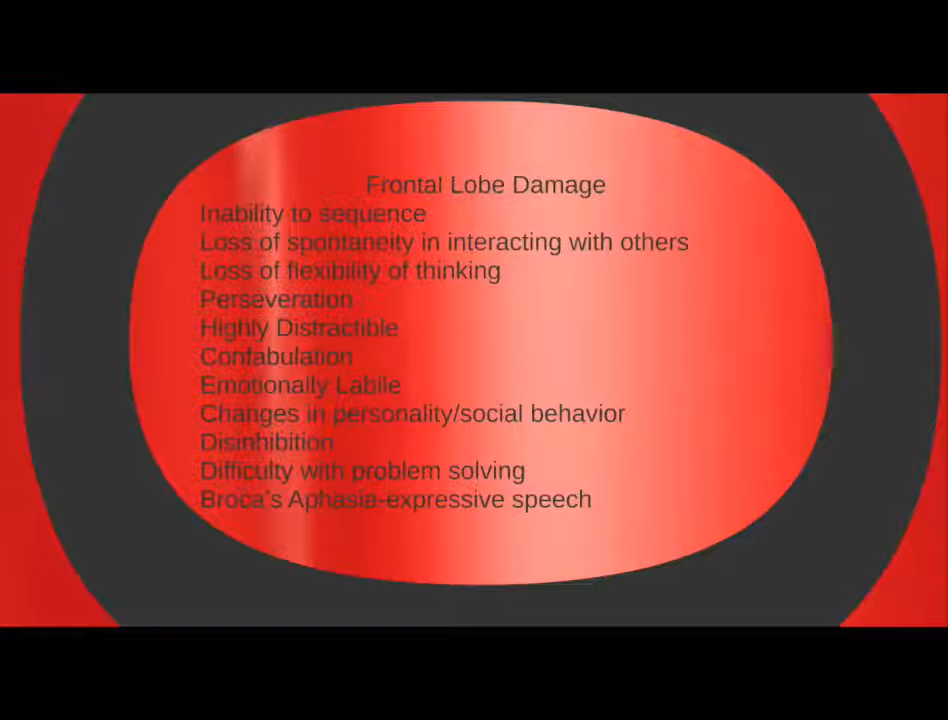 Frontal Lobe Damage
Inability to sequence
Loss of spontaneity in interacting with others
Loss of flexibility of thinking
Perseveration
Highly Distractible
Confabulation
Emotionally Labile
Changes in personality/social behavior
Disinhibition
Difficulty with problem solving
Broca's Aphasia-expressive speech